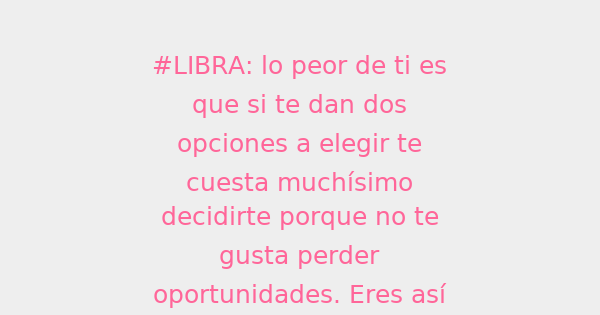 #LIBRA: lo peor de ti es
que si te dan dos
opciones a elegir te
cuesta muchísimo
decidirte porque no te
gusta perder
oportunidades. Eres así